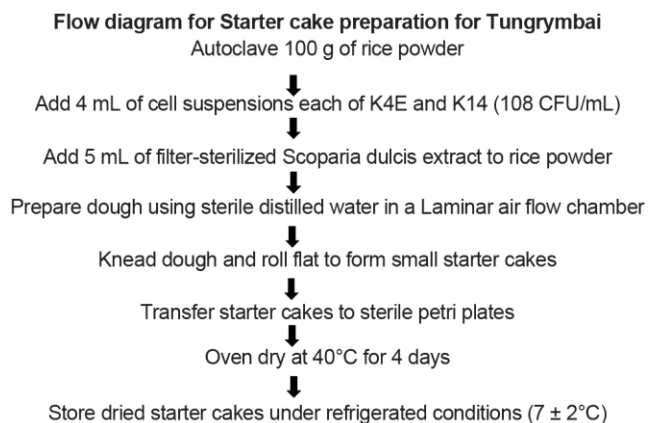 Flow diagram for Starter cake preparation for Tungrymbai
Autoclave 100 g of rice powder
Add 4 mL of cell suspensions each of K4E and K14 (108 CFU/mL)
Add 5 mL of filter-sterilized Scoparia dulcis extract to rice powder
Prepare dough using sterile distilled water in a Laminar air flow chamber
Knead dough and roll flat to form small starter cakes
Transfer starter cakes to sterile petri plates
Oven dry at 40°C for 4 days
Store dried starter cakes under refrigerated conditions (7 ± 2°C)